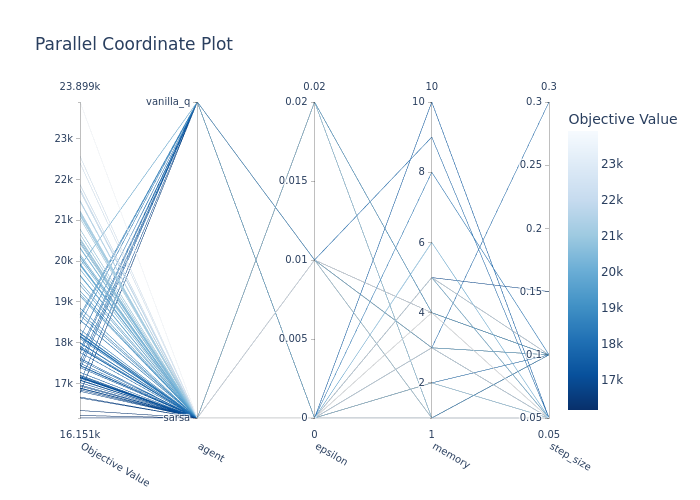 Parallel Coordinate Plot
23.899k
0.02
10
0.3
Objective Value
vanilla_q
0.02
10
0.3
23k
22k
21k
20k
19k
18k
17k
0.015
0.01
0.005
0
8
6
4
2
0.25
0.2
0.15
0.1
0.05
sarsa
23k
22k
21k
20k
19k
18k
17k
16.151k
0
1
0.05
Objective Value
agent
epsilon
memory
step_size